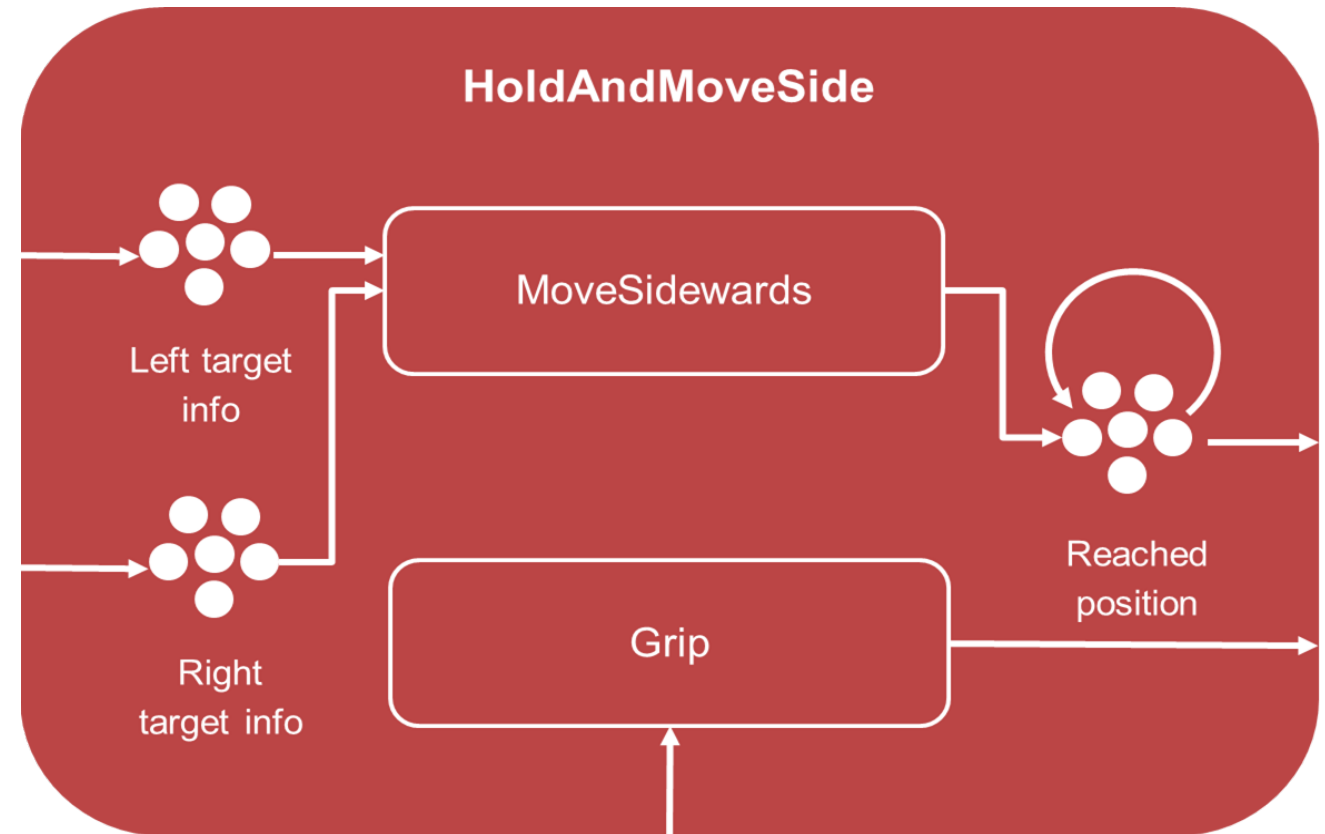 HoldAndMoveSide
MoveSidewards
Left target
info
Reached
position
Grip
Right
target info